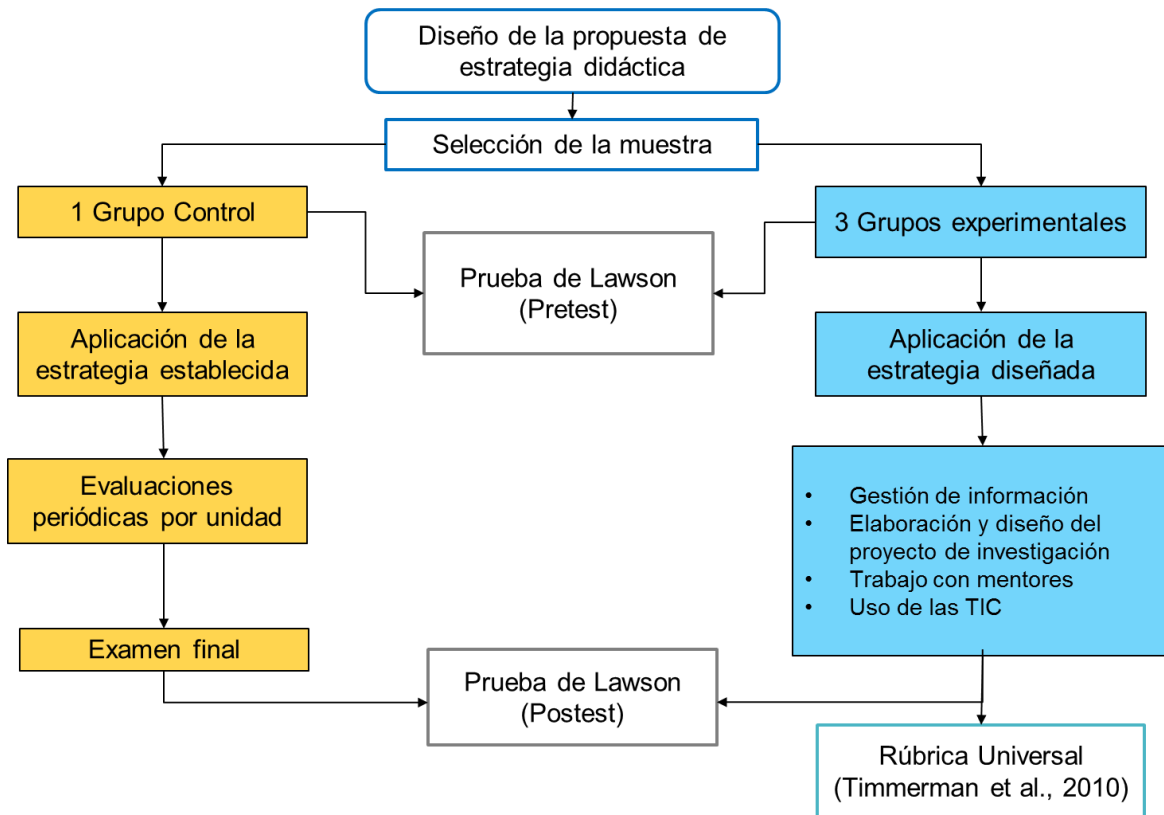 Diseño de la propuesta de
estrategia didáctica
Selección de la muestra
1 Grupo Control
3 Grupos experimentales
Prueba de Lawson
(Pretest)
Aplicación de la
estrategia establecida
Aplicación de la
estrategia diseñada
Evaluaciones
periódicas por unidad
• Gestión de información
• Elaboración y diseño del
proyecto de investigación
• Trabajo con mentores
• Uso de las TIC
Examen final
Prueba de Lawson
(Postest)
Rúbrica Universal
(Timmerman et al., 2010)